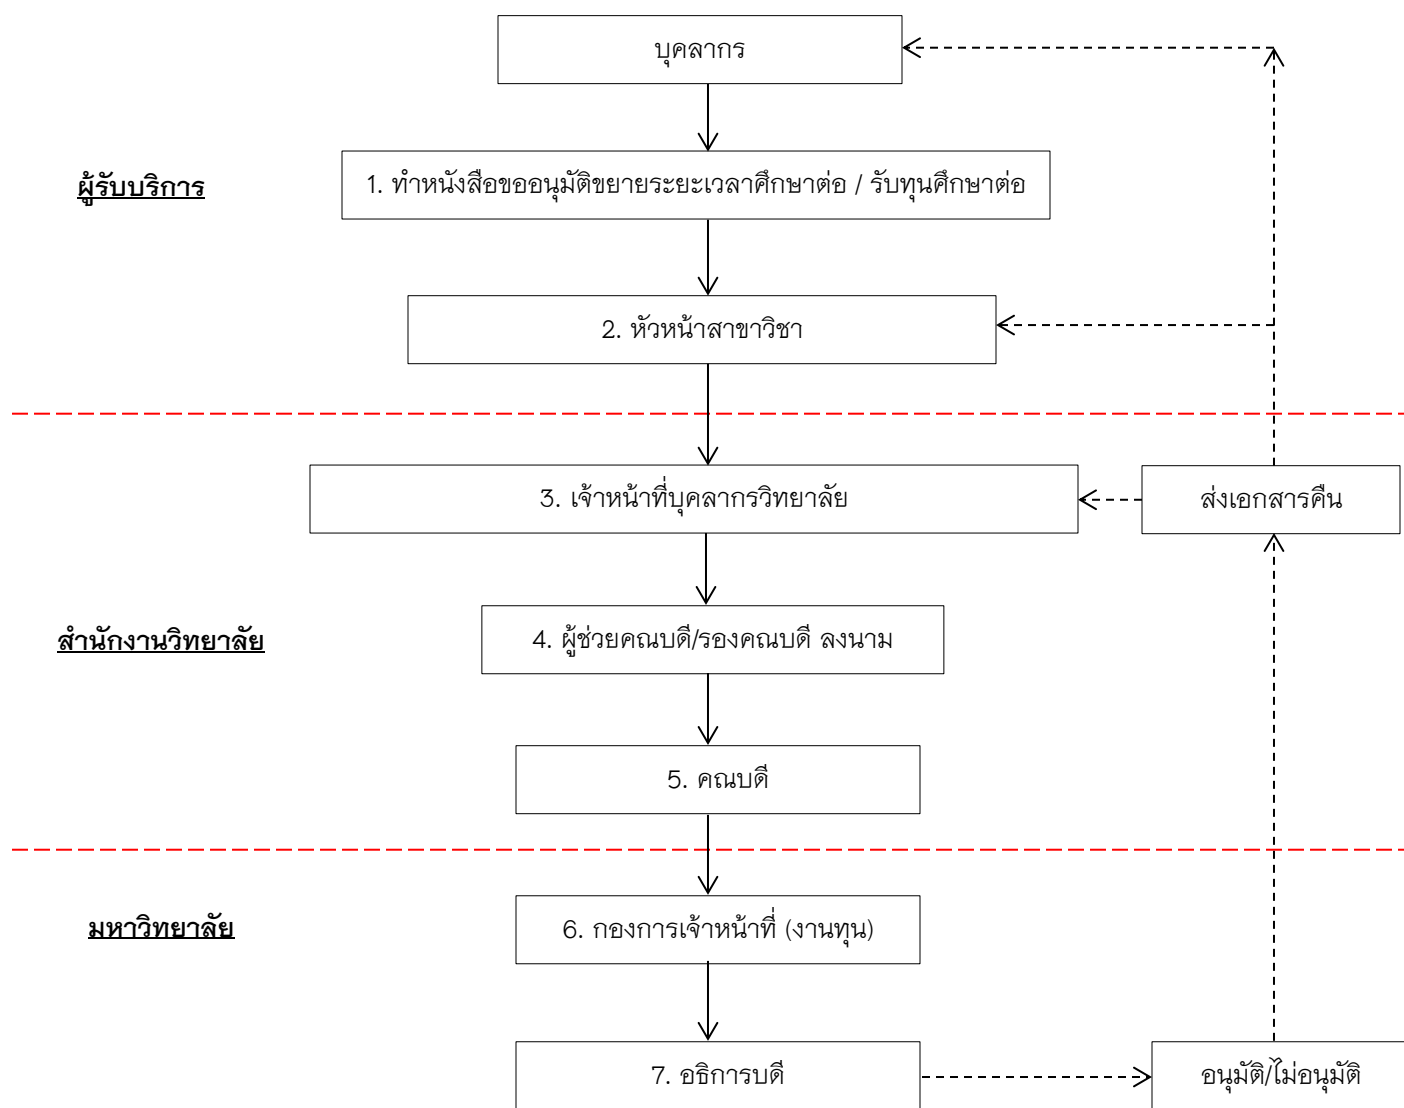 บุคลากร
1. ทำหนังสือขออนุมัติขยายระยะเวลาศึกษาต่อ / รับทุนศึกษาต่อ
ผู้รับบริการ
2. หัวหน้าสาขาวิชา
3. เจ้าหน้าที่บุคลากรวิทยาลัย
ส่งเอกสารคืน
สำนักงานวิทยาลัย
4. ผู้ช่วยคณบดี/รองคณบดี ลงนาม
5. คณบดี
มหาวิทยาลัย
6. กองการเจ้าหน้าที่ (งานทุน)
7. อธิการบดี
อนุมัติ/ไม่อนุมัติ